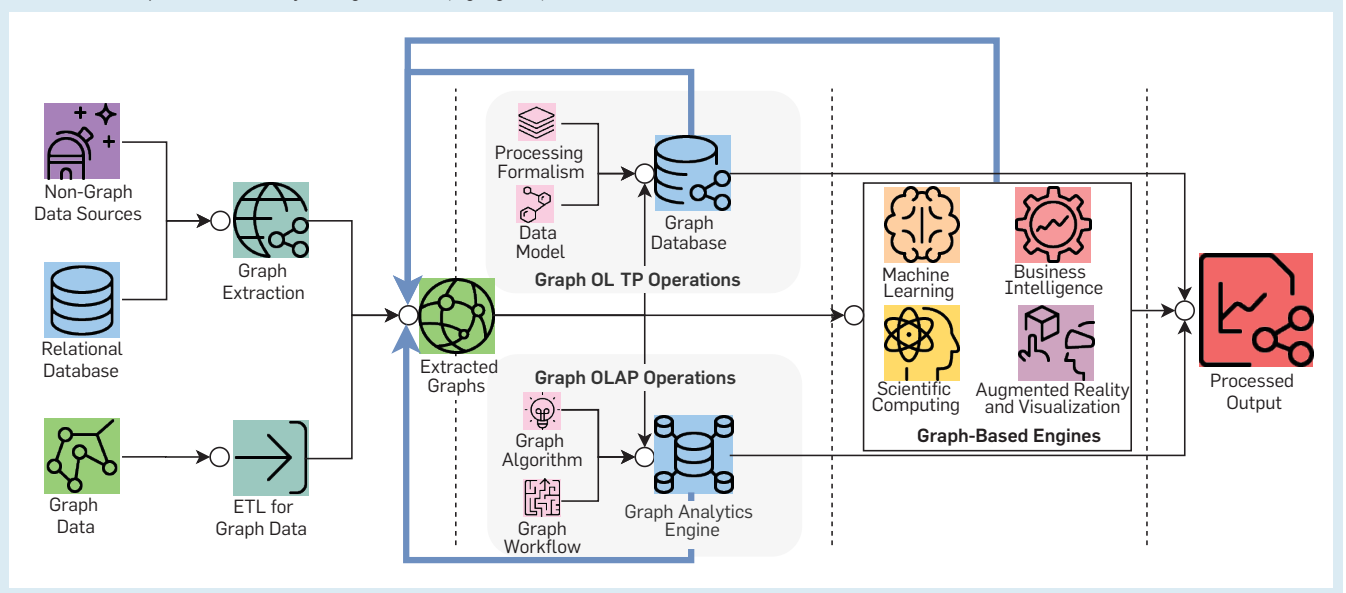 Non-Graph
Data Sources
Relational
Database
Graph
Data
Graph
Extraction
ETL for
Graph Data
Extracted
Graphs
Processing
Formalism
Data
Model
Graph
Database
Graph OL TP Operations
Graph OLAP Operations
Graph
Algorithm
Graph
Workflow
Graph Analytics
Engine
Machine
Learning
Business
Intelligence
Scientific
Computing
Augmented Reality
and Visualization
Graph-Based Engines
Processed
Output